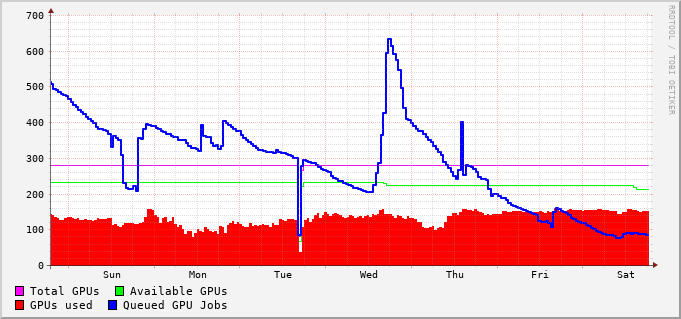 700
600
500
400
300
200
100
0
Sun Mon Tue Wed Thu Fri Sat
Total GPUs Available GPUs
GPUs used Queued GPU Jobs
RRDTOOL / TOBI OETIKER